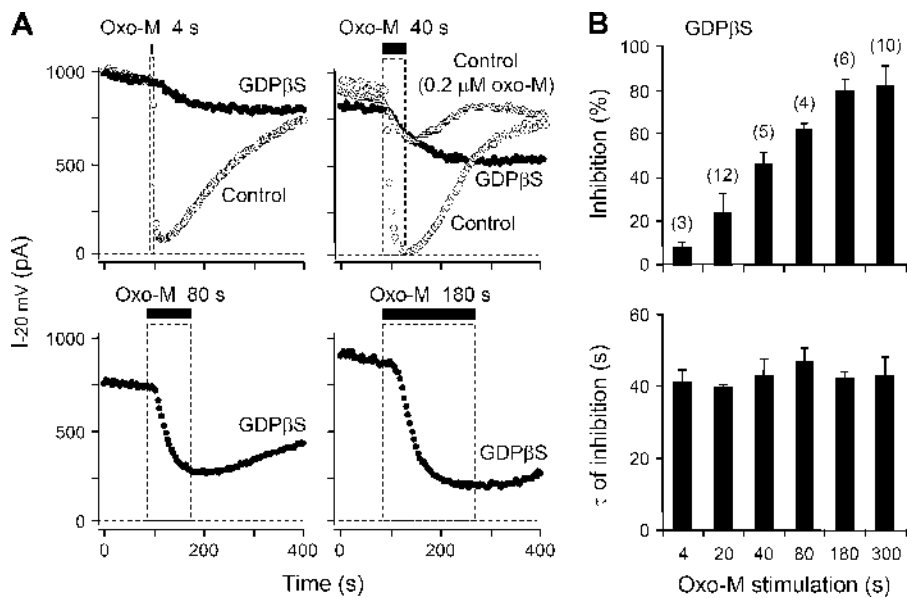 A
Oxo-M 4 s
1000
500
0
GDPβS
Control
Oxo-M 40 s
Control
(0.2 μM oxo-M)
GDPβS
Control
I-20 mV (pA)
Oxo-M 80 s
1000
500
0
GDPβS
0 200 400
Oxo-M 180 s
GDPβS
0 200 400
Time (s)
B
GDPβS
Inhibition (%)
100
80
60
40
20
0
(3) (12) (5) (4) (6) (10)
τ of inhibition (s)
60
40
20
0
4 20 40 80 180 300
Oxo-M stimulation (s)